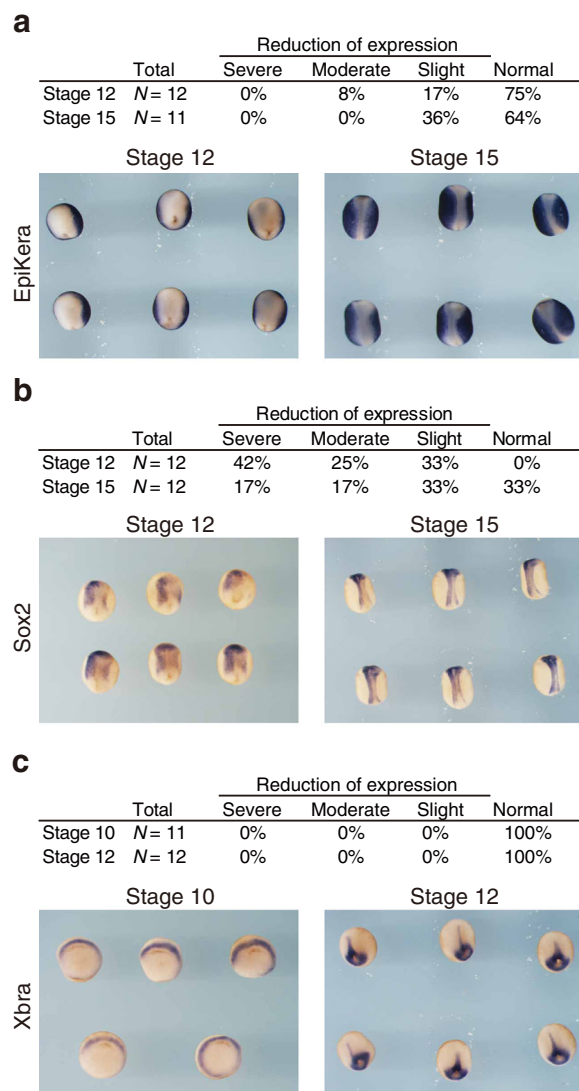 a
Reduction of expression
Total Severe Moderate Slight Normal
Stage 12 N = 12 0% 8% 17% 75%
Stage 15 N = 11 0% 0% 36% 64%
Stage 12 Stage 15
EpiKera
b
Reduction of expression
Total Severe Moderate Slight Normal
Stage 12 N = 12 42% 25% 33% 0%
Stage 15 N = 12 17% 17% 33% 33%
Stage 12 Stage 15
Sox2
c
Reduction of expression
Total Severe Moderate Slight Normal
Stage 10 N = 11 0% 0% 0% 100%
Stage 12 N = 12 0% 0% 0% 100%
Stage 10 Stage 12
Xbra